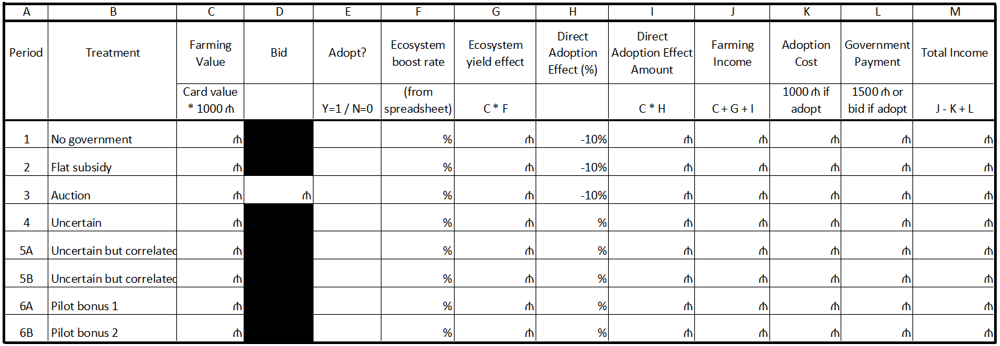 A B C D E F G H I J K L M
Period Treatment Farming Value Bid Adopt? Ecosystem boost rate Ecosystem yield effect Direct Adoption Effect (%) Direct Adoption Effect Amount Farming Income Adoption Cost Government Payment Total Income
Card value * 1000 ₼ Y=1 / N=0 (from spreadsheet) C * F C * H C + G + I 1000 ₼ if adopt 1500 ₼ or bid if adopt J - K + L
1 No government ₼ % ₼ -10% ₼ ₼ ₼ ₼ ₼
2 Flat subsidy ₼ % ₼ -10% ₼ ₼ ₼ ₼ ₼
3 Auction ₼ ₼ % ₼ -10% ₼ ₼ ₼ ₼ ₼
4 Uncertain ₼ % ₼ % ₼ ₼ ₼ ₼ ₼
5A Uncertain but correlated ₼ % ₼ % ₼ ₼ ₼ ₼ ₼
5B Uncertain but correlated ₼ % ₼ % ₼ ₼ ₼ ₼ ₼
6A Pilot bonus 1 ₼ % ₼ % ₼ ₼ ₼ ₼ ₼
6B Pilot bonus 2 ₼ % ₼ % ₼ ₼ ₼ ₼ ₼